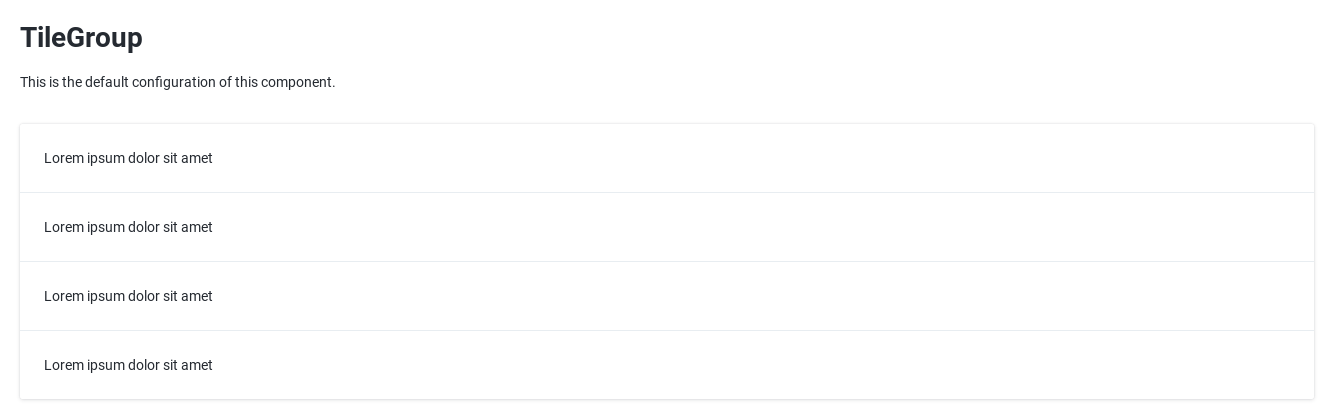 TileGroup
This is the default configuration of this component.
Lorem ipsum dolor sit amet
Lorem ipsum dolor sit amet
Lorem ipsum dolor sit amet
Lorem ipsum dolor sit amet